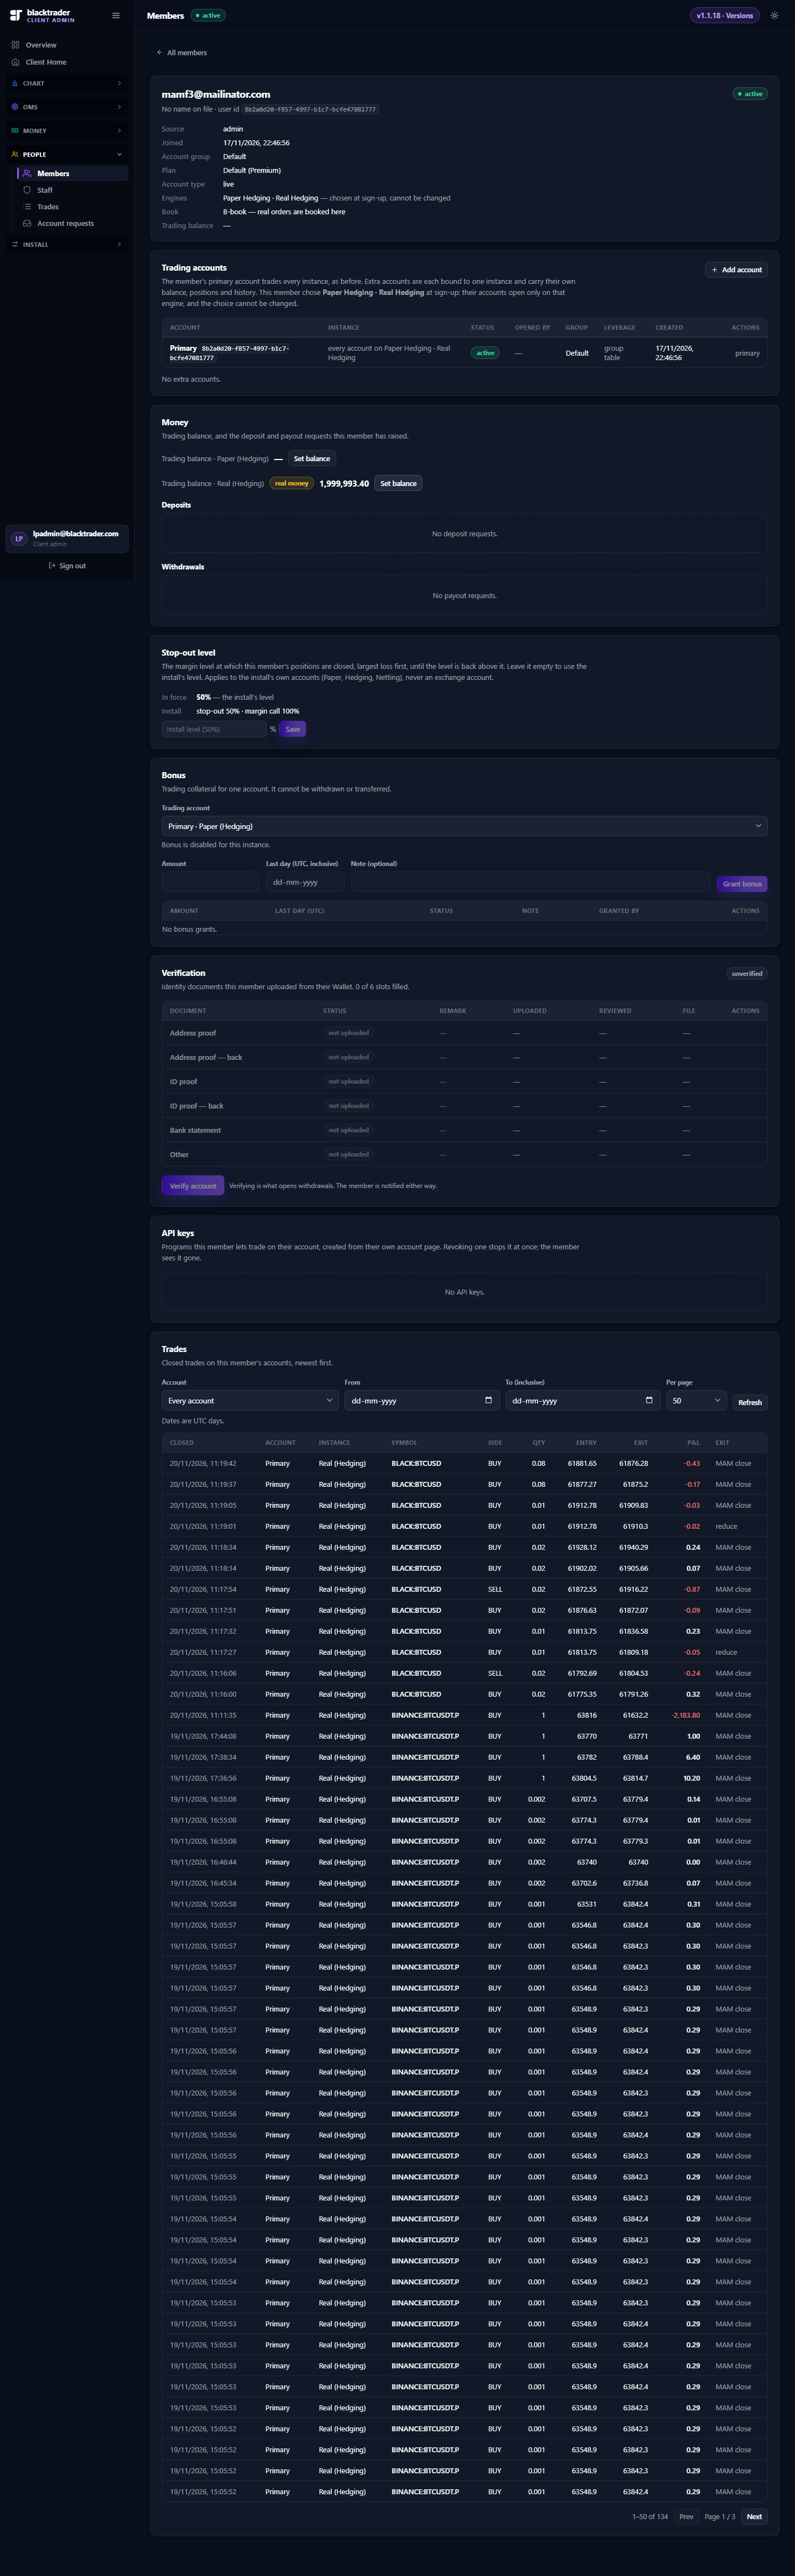 blacktrader
CLIENT ADMIN
Overview
Client Home
CHART
OMS
MONEY
PEOPLE
Members
Staff
Trades
Account requests
INSTALL
LP
lpadmin@blacktrader.com
Client admin
Sign out
Members active
v1.1.18 · Versions
All members
mamf3@mailinator.com
active
No name on file · user id 8b2a0d20-f857-4997-b1c7-bcfe47081777
Source admin
Joined 17/11/2026, 22:46:56
Account group Default
Plan Default (Premium)
Account type live
Engines Paper Hedging · Real Hedging — chosen at sign-up, cannot be changed
Book B-book — real orders are booked here
Trading balance —
Trading accounts
+ Add account
The member's primary account trades every instance, as before. Extra accounts are each bound to one instance and carry their own
balance, positions and history. This member chose Paper Hedging · Real Hedging at sign-up: their accounts open only on that
engine, and the choice cannot be changed.
ACCOUNT INSTANCE STATUS OPENED BY GROUP LEVERAGE CREATED ACTIONS
Primary 8b2a0d20-f857-4997-b1c7-
bcfe47081777
every account on Paper Hedging · Real
Hedging
active
—
Default
group
table
17/11/2026,
22:46:56
primary
No extra accounts.
Money
Trading balance, and the deposit and payout requests this member has raised.
Trading balance · Paper (Hedging) — Set balance
Trading balance · Real (Hedging) real money 1,999,993.40 Set balance
Deposits
No deposit requests.
Withdrawals
No payout requests.
Stop-out level
The margin level at which this member's positions are closed, largest loss first, until the level is back above it. Leave it empty to use
the install's level. Applies to the install's own accounts (Paper, Hedging, Netting), never an exchange account.
In force 50% — the install's level
Install stop-out 50% · margin call 100%
Install level (50%) % Save
Bonus
Trading collateral for one account. It cannot be withdrawn or transferred.
Trading account
Primary · Paper (Hedging)
Bonus is disabled for this instance.
Amount Last day (UTC, inclusive) Note (optional)
dd-mm-yyyy
Grant bonus
AMOUNT LAST DAY (UTC) STATUS NOTE GRANTED BY ACTIONS
No bonus grants.
Verification
unverified
Identity documents this member uploaded from their Wallet. 0 of 6 slots filled.
DOCUMENT STATUS REMARK UPLOADED REVIEWED FILE ACTIONS
Address proof not uploaded — — — —
Address proof — back not uploaded — — — —
ID proof not uploaded — — — —
ID proof — back not uploaded — — — —
Bank statement not uploaded — — — —
Other not uploaded — — — —
Verify account Verifying is what opens withdrawals. The member is notified either way.
API keys
Programs this member lets trade on their account, created from their own account page. Revoking one stops it at once; the member
sees it gone.
No API keys.
Trades
Closed trades on this member's accounts, newest first.
Account From To (inclusive) Per page
Every account dd-mm-yyyy dd-mm-yyyy 50 Refresh
Dates are UTC days.
CLOSED ACCOUNT INSTANCE SYMBOL SIDE QTY ENTRY EXIT P&L EXIT
20/11/2026, 11:19:42 Primary Real (Hedging) BLACK:BTCUSD BUY 0.08 61881.65 61876.28 -0.43 MAM close
20/11/2026, 11:19:37 Primary Real (Hedging) BLACK:BTCUSD BUY 0.08 61877.27 61875.2 -0.17 MAM close
20/11/2026, 11:19:05 Primary Real (Hedging) BLACK:BTCUSD BUY 0.01 61912.78 61909.83 -0.03 MAM close
20/11/2026, 11:19:01 Primary Real (Hedging) BLACK:BTCUSD BUY 0.01 61912.78 61910.3 -0.02 reduce
20/11/2026, 11:18:34 Primary Real (Hedging) BLACK:BTCUSD BUY 0.02 61928.12 61940.29 0.24 MAM close
20/11/2026, 11:18:14 Primary Real (Hedging) BLACK:BTCUSD BUY 0.02 61902.02 61905.66 0.07 MAM close
20/11/2026, 11:17:54 Primary Real (Hedging) BLACK:BTCUSD SELL 0.02 61872.55 61916.22 -0.87 MAM close
20/11/2026, 11:17:51 Primary Real (Hedging) BLACK:BTCUSD BUY 0.02 61876.63 61872.07 -0.09 MAM close
20/11/2026, 11:17:32 Primary Real (Hedging) BLACK:BTCUSD BUY 0.01 61813.75 61836.58 0.23 MAM close
20/11/2026, 11:17:27 Primary Real (Hedging) BLACK:BTCUSD BUY 0.01 61813.75 61809.18 -0.05 reduce
20/11/2026, 11:16:06 Primary Real (Hedging) BLACK:BTCUSD SELL 0.02 61792.69 61804.53 -0.24 MAM close
20/11/2026, 11:16:00 Primary Real (Hedging) BLACK:BTCUSD BUY 0.02 61775.35 61791.26 0.32 MAM close
20/11/2026, 11:11:35 Primary Real (Hedging) BINANCE:BTCUSDT.P BUY 1 63816 61632.2 -2,183.80 MAM close
19/11/2026, 17:44:08 Primary Real (Hedging) BINANCE:BTCUSDT.P BUY 1 63770 63771 1.00 MAM close
19/11/2026, 17:38:34 Primary Real (Hedging) BINANCE:BTCUSDT.P BUY 1 63782 63788.4 6.40 MAM close
19/11/2026, 17:36:56 Primary Real (Hedging) BINANCE:BTCUSDT.P BUY 1 63804.5 63814.7 10.20 MAM close
19/11/2026, 16:55:08 Primary Real (Hedging) BINANCE:BTCUSDT.P BUY 0.002 63707.5 63779.4 0.14 MAM close
19/11/2026, 16:55:08 Primary Real (Hedging) BINANCE:BTCUSDT.P BUY 0.002 63774.3 63779.4 0.01 MAM close
19/11/2026, 16:55:08 Primary Real (Hedging) BINANCE:BTCUSDT.P BUY 0.002 63774.3 63779.3 0.01 MAM close
19/11/2026, 16:46:44 Primary Real (Hedging) BINANCE:BTCUSDT.P BUY 0.002 63740 63740 0.00 MAM close
19/11/2026, 16:45:34 Primary Real (Hedging) BINANCE:BTCUSDT.P BUY 0.002 63702.6 63736.8 0.07 MAM close
19/11/2026, 15:05:58 Primary Real (Hedging) BINANCE:BTCUSDT.P BUY 0.001 63531 63842.4 0.31 MAM close
19/11/2026, 15:05:57 Primary Real (Hedging) BINANCE:BTCUSDT.P BUY 0.001 63546.8 63842.4 0.30 MAM close
19/11/2026, 15:05:57 Primary Real (Hedging) BINANCE:BTCUSDT.P BUY 0.001 63546.8 63842.3 0.30 MAM close
19/11/2026, 15:05:57 Primary Real (Hedging) BINANCE:BTCUSDT.P BUY 0.001 63546.8 63842.3 0.30 MAM close
19/11/2026, 15:05:57 Primary Real (Hedging) BINANCE:BTCUSDT.P BUY 0.001 63546.8 63842.3 0.30 MAM close
19/11/2026, 15:05:57 Primary Real (Hedging) BINANCE:BTCUSDT.P BUY 0.001 63548.9 63842.3 0.29 MAM close
19/11/2026, 15:05:57 Primary Real (Hedging) BINANCE:BTCUSDT.P BUY 0.001 63548.9 63842.4 0.29 MAM close
19/11/2026, 15:05:56 Primary Real (Hedging) BINANCE:BTCUSDT.P BUY 0.001 63548.9 63842.4 0.29 MAM close
19/11/2026, 15:05:56 Primary Real (Hedging) BINANCE:BTCUSDT.P BUY 0.001 63548.9 63842.4 0.29 MAM close
19/11/2026, 15:05:56 Primary Real (Hedging) BINANCE:BTCUSDT.P BUY 0.001 63548.9 63842.3 0.29 MAM close
19/11/2026, 15:05:56 Primary Real (Hedging) BINANCE:BTCUSDT.P BUY 0.001 63548.9 63842.4 0.29 MAM close
19/11/2026, 15:05:56 Primary Real (Hedging) BINANCE:BTCUSDT.P BUY 0.001 63548.9 63842.4 0.29 MAM close
19/11/2026, 15:05:55 Primary Real (Hedging) BINANCE:BTCUSDT.P BUY 0.001 63548.9 63842.3 0.29 MAM close
19/11/2026, 15:05:55 Primary Real (Hedging) BINANCE:BTCUSDT.P BUY 0.001 63548.9 63842.3 0.29 MAM close
19/11/2026, 15:05:55 Primary Real (Hedging) BINANCE:BTCUSDT.P BUY 0.001 63548.9 63842.3 0.29 MAM close
19/11/2026, 15:05:54 Primary Real (Hedging) BINANCE:BTCUSDT.P BUY 0.001 63548.9 63842.4 0.29 MAM close
19/11/2026, 15:05:54 Primary Real (Hedging) BINANCE:BTCUSDT.P BUY 0.001 63548.9 63842.3 0.29 MAM close
19/11/2026, 15:05:54 Primary Real (Hedging) BINANCE:BTCUSDT.P BUY 0.001 63548.9 63842.3 0.29 MAM close
19/11/2026, 15:05:54 Primary Real (Hedging) BINANCE:BTCUSDT.P BUY 0.001 63548.9 63842.3 0.29 MAM close
19/11/2026, 15:05:53 Primary Real (Hedging) BINANCE:BTCUSDT.P BUY 0.001 63548.9 63842.3 0.29 MAM close
19/11/2026, 15:05:53 Primary Real (Hedging) BINANCE:BTCUSDT.P BUY 0.001 63548.9 63842.4 0.29 MAM close
19/11/2026, 15:05:53 Primary Real (Hedging) BINANCE:BTCUSDT.P BUY 0.001 63548.9 63842.4 0.29 MAM close
19/11/2026, 15:05:53 Primary Real (Hedging) BINANCE:BTCUSDT.P BUY 0.001 63548.9 63842.3 0.29 MAM close
19/11/2026, 15:05:53 Primary Real (Hedging) BINANCE:BTCUSDT.P BUY 0.001 63548.9 63842.4 0.29 MAM close
19/11/2026, 15:05:53 Primary Real (Hedging) BINANCE:BTCUSDT.P BUY 0.001 63548.9 63842.3 0.29 MAM close
19/11/2026, 15:05:52 Primary Real (Hedging) BINANCE:BTCUSDT.P BUY 0.001 63548.9 63842.3 0.29 MAM close
19/11/2026, 15:05:52 Primary Real (Hedging) BINANCE:BTCUSDT.P BUY 0.001 63548.9 63842.4 0.29 MAM close
19/11/2026, 15:05:52 Primary Real (Hedging) BINANCE:BTCUSDT.P BUY 0.001 63548.9 63842.3 0.29 MAM close
19/11/2026, 15:05:52 Primary Real (Hedging) BINANCE:BTCUSDT.P BUY 0.001 63548.9 63842.4 0.29 MAM close
1–50 of 134 Prev Page 1 / 3 Next